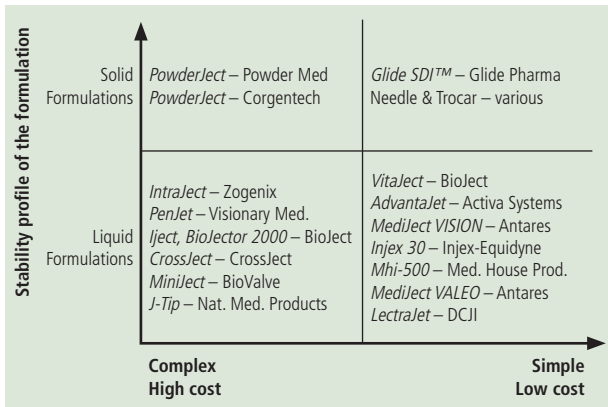 Stability profile of the formulation
Solid
Formulations
PowderJect – Powder Med
PowderJect – Corgentech
Glide SDI™ – Glide Pharma
Needle & Trocar – various
Liquid
Formulations
IntraJect – Zogenix
PenJet – Visionary Med.
Iject, BioJector 2000 – BioJect
CrossJect – CrossJect
MiniJect – BioValve
J-Tip – Nat. Med. Products
VitaJect – BioJect
AdvantaJet – Activa Systems
MediJect VISION – Antares
Injex 30 – Injex-Equidyne
Mhi-500 – Med. House Prod.
MediJect VALEO – Antares
LectraJet – DCJI
Complex
High cost
Simple
Low cost